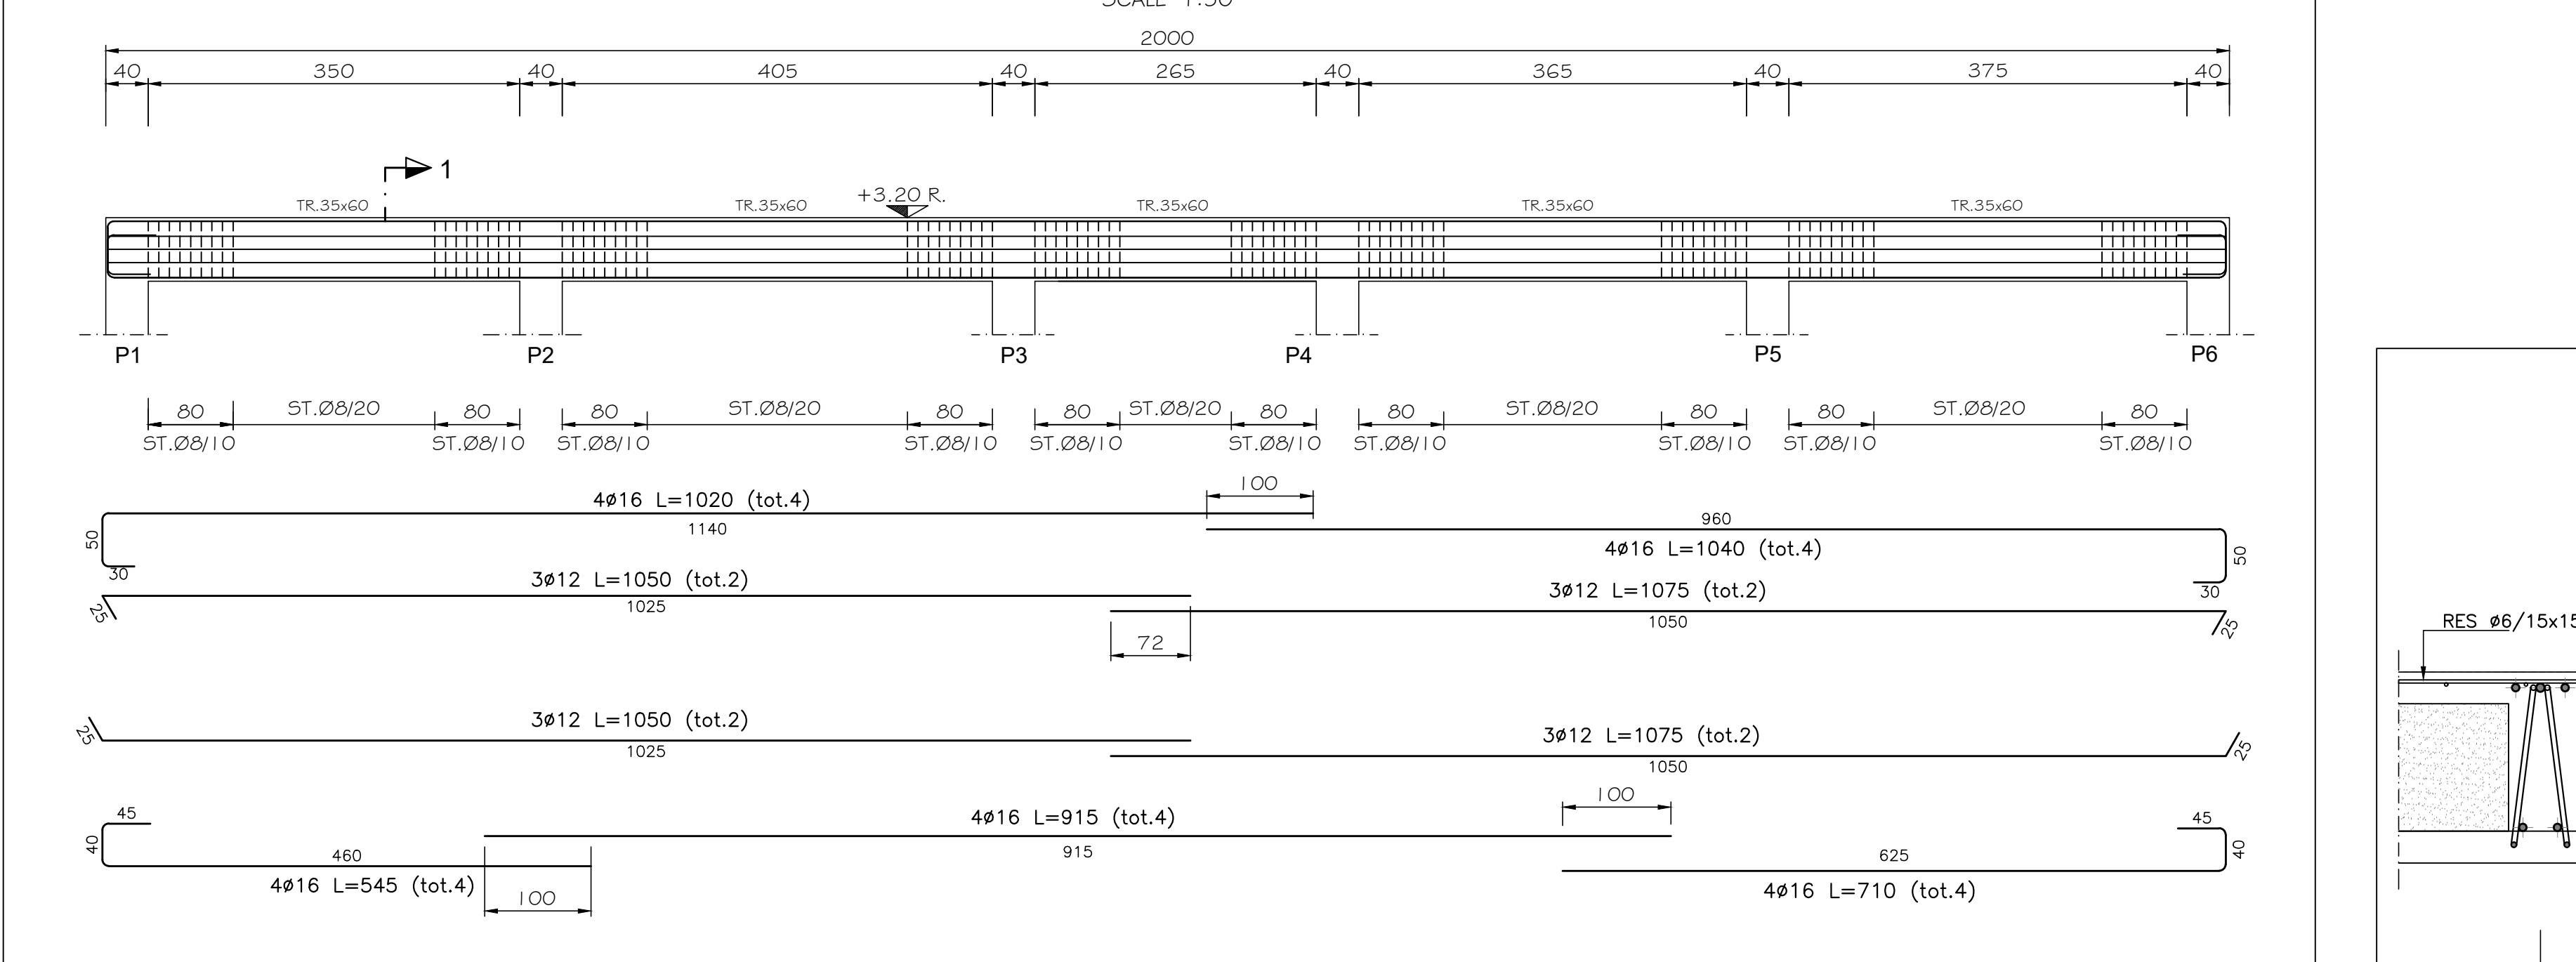 SCALE 1:50
2000
40 350 40 405 40 265 40 365 40 375 40
1
+3.20 R.
TR.35x60 TR.35x60 TR.35x60 TR.35x60 TR.35x60
P1 P2 P3 P4 P5 P6
80 ST.Ø8/20 80 80 ST.Ø8/20 80 80 ST.Ø8/20 80 80 ST.Ø8/20 80 80 ST.Ø8/20 80
ST.Ø8/10 ST.Ø8/10 ST.Ø8/10 ST.Ø8/10 ST.Ø8/10 ST.Ø8/10 ST.Ø8/10 ST.Ø8/10 ST.Ø8/10 ST.Ø8/10
100
4ø16 L=1020 (tot.4)
1140
960
50
4ø16 L=1040 (tot.4)
50
30
30
3ø12 L=1050 (tot.2)
1025
25
3ø12 L=1075 (tot.2)
1050
25
72
3ø12 L=1050 (tot.2)
1025
25
3ø12 L=1075 (tot.2)
1050
25
100
45
40
460
4ø16 L=545 (tot.4)
100
4ø16 L=915 (tot.4)
915
45
40
625
4ø16 L=710 (tot.4)
RES ø6/15x15